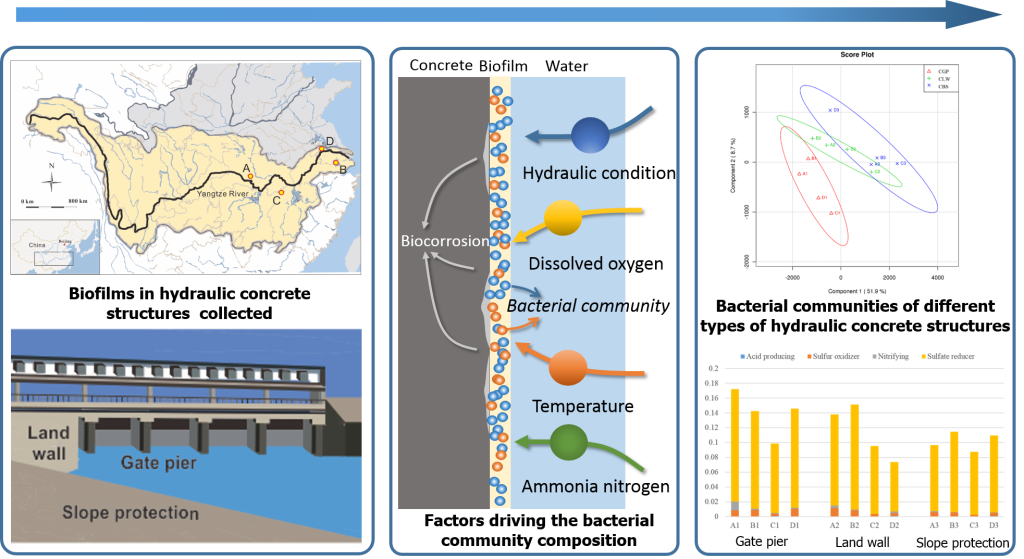 D
A
B
C
Yangtze River
0 km
800 km
China
Beijing
Biofilms in hydraulic concrete
structures collected
Land
wall
Gate pier
Slope protection
Concrete Biofilm Water
Hydraulic condition
Biocorrosion
Dissolved oxygen
Bacterial community
Temperature
Ammonia nitrogen
Factors driving the bacterial
community composition
Score Plot
CGP
CLW
CBS
Component 2 ( 8.7 %)
1000
0
-1000
-2000
D3
B2
A2
B1
B3
C3
A1
C2
D1
C1
-2000 0 2000 4000
Component 1 ( 51.9 %)
Bacterial communities of different
types of hydraulic concrete structures
Acid producing Sulfur oxidizer Nitrifying Sulfate reducer
0.2
0.18
0.16
0.14
0.12
0.1
0.08
0.06
0.04
0.02
0
A1 B1 C1 D1 A2 B2 C2 D2 A3 B3 C3 D3
Gate pier Land wall Slope protection